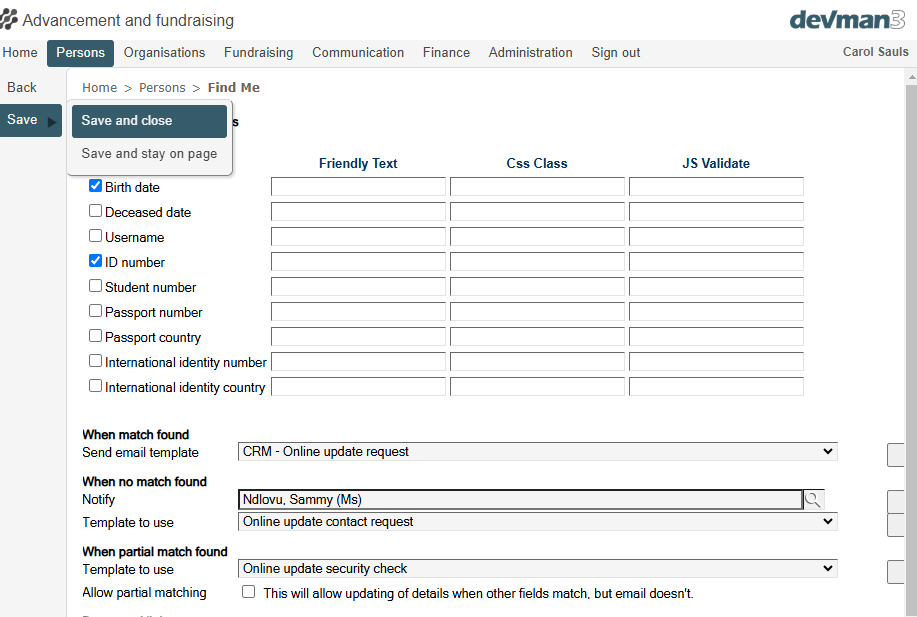 Advancement and fundraising
devman3
Home Persons Organisations Fundraising Communication Finance Administration Sign out Carol Sauls
Back
Home > Persons > Find Me
Save
Save and close
s
Save and stay on page
Friendly Text Css Class JS Validate
Birth date
Deceased date
Username
ID number
Student number
Passport number
Passport country
International identity number
International identity country
When match found
Send email template CRM - Online update request
When no match found
Notify Ndlovu, Sammy (Ms)
Template to use Online update contact request
When partial match found
Template to use Online update security check
Allow partial matching This will allow updating of details when other fields match, but email doesn't.